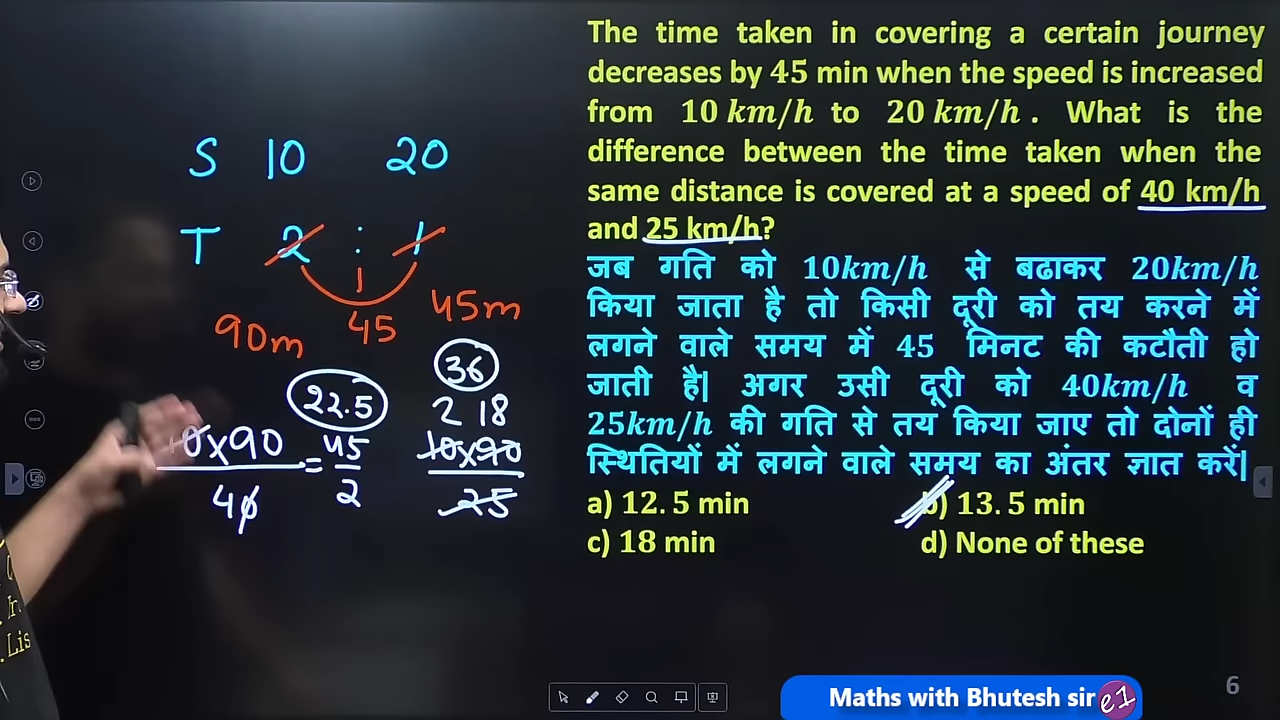 The time taken in covering a certain journey
decreases by 45 min when the speed is increased
from 10 km/h to 20 km/h. What is the
difference between the time taken when the
same distance is covered at a speed of 40 km/h
and 25 km/h?
जब गति को 10km/h से बढाकर 20km/h
किया जाता है तो किसी दूरी को तय करने में
लगने वाले समय में 45 मिनट की कटौती हो
जाती है| अगर उसी दूरी को 40km/h व
25km/h की गति से तय किया जाए तो दोनों ही
स्थितियों में लगने वाले समय का अंतर ज्ञात करें|
a) 12.5 min b) 13.5 min
c) 18 min d) None of these
S 10 20
T 2 : 1
1
90m 45 45m
36
22.5 2 18
10x90 = 45 10x90
40 2 25
Lis
Maths with Bhutesh sir e1
6